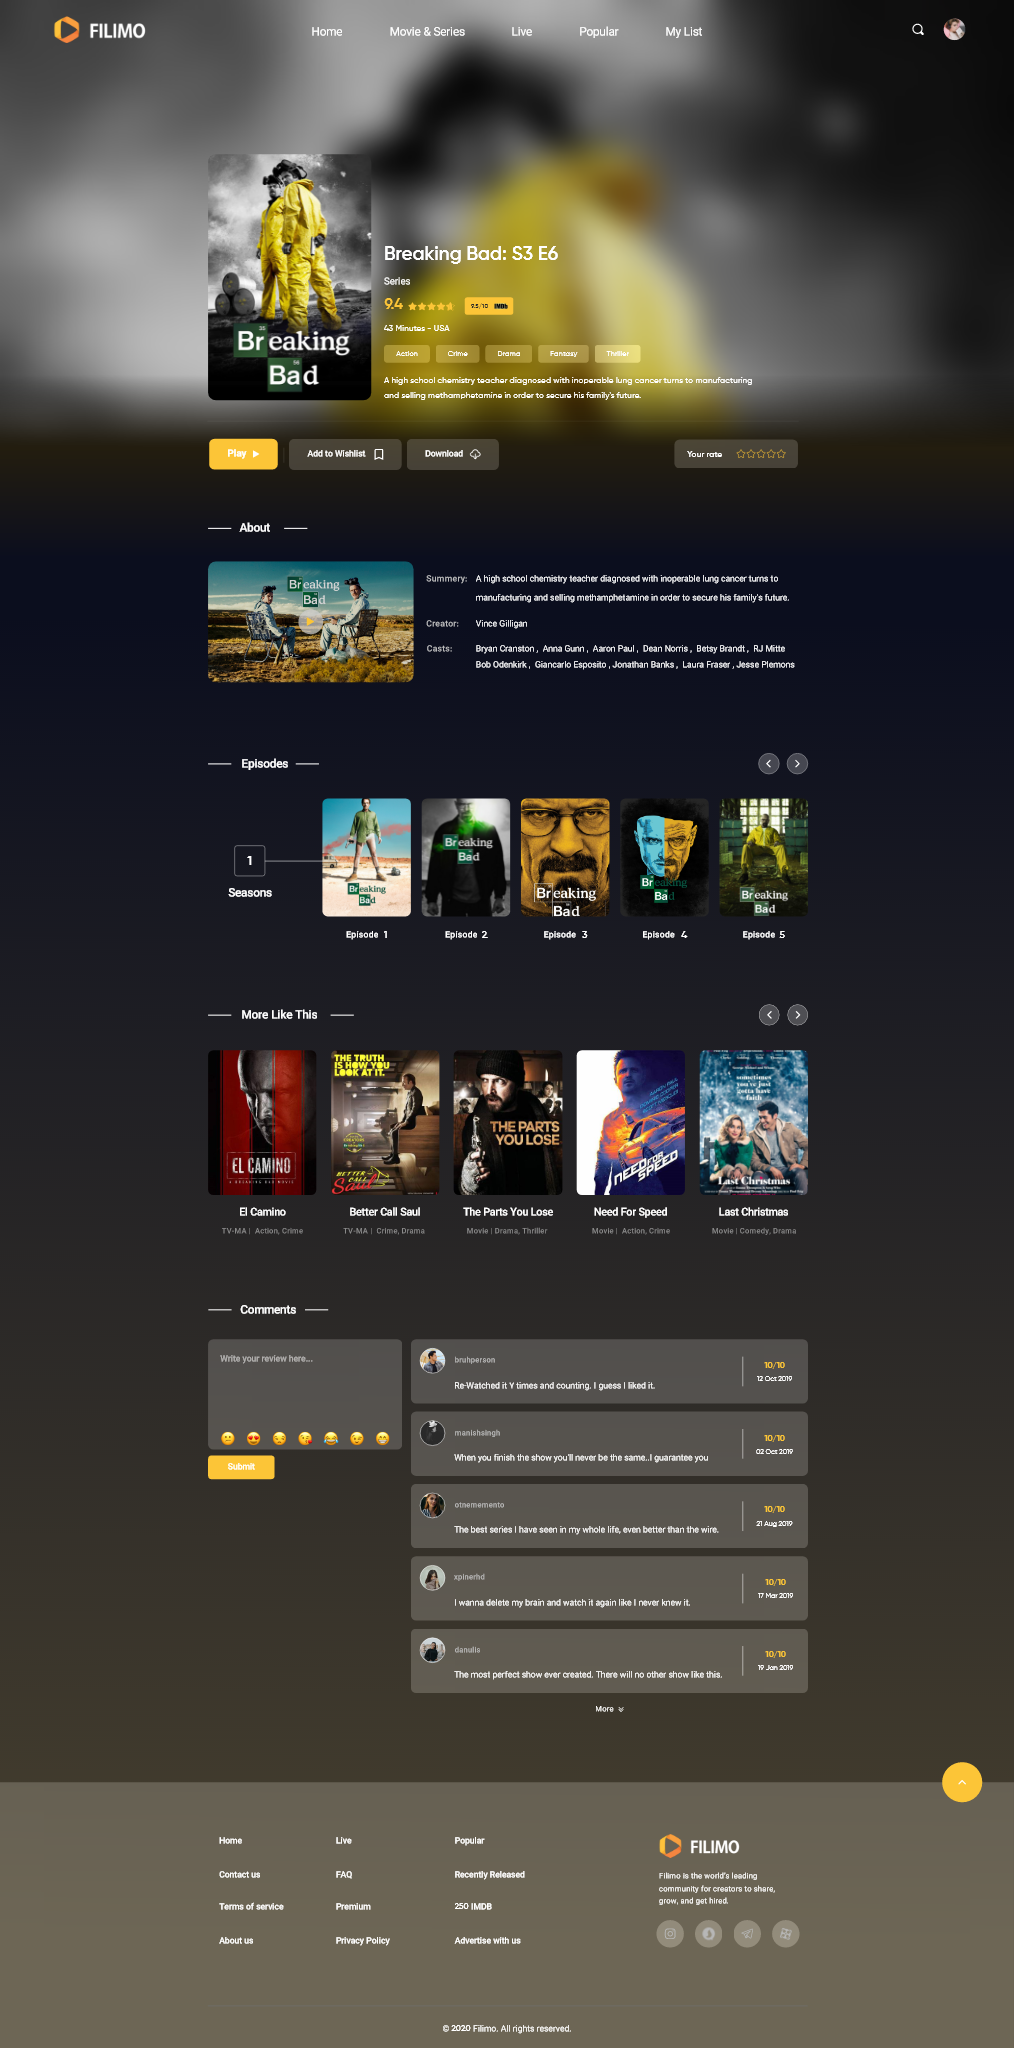 FILIMO
Home
Movie & Series
Live
Popular
My List
Breaking
Bad
Breaking Bad: S3 E6
Series
9.4
9.5/10 IMDb
43 Minutes - USA
Action
Crime
Drama
Fantasy
Thriller
A high school chemistry teacher diagnosed with inoperable lung cancer turns to manufacturing
and selling methamphetamine in order to secure his family's future.
Play
Add to Wishlist
Download
Your rate
About
Breaking
Bad
Summery: A high school chemistry teacher diagnosed with inoperable lung cancer turns to
manufacturing and selling methamphetamine in order to secure his family's future.
Creator: Vince Gilligan
Casts: Bryan Cranston , Anna Gunn , Aaron Paul , Dean Norris , Betsy Brandt , RJ Mitte
Bob Odenkirk , Giancarlo Esposito , Jonathan Banks , Laura Fraser , Jesse Plemons
Episodes
1
Seasons
Breaking
Bad
Breaking
Bad
Breaking
Bad
Breaking
Bad
Breaking
Bad
Episode 1
Episode 2
Episode 3
Episode 4
Episode 5
More Like This
EL CAMINO
A BREAKING BAD MOVIE
THE TRUTH
IS HOW YOU
LOOK AT IT.
BETTER
CALL
Saul
THE PARTS
YOU LOSE
AARON PAUL
NEED FOR
SPEED
sometimes
you've just
gotta have
faith
Last Christmas
El Camino
TV-MA | Action, Crime
Better Call Saul
TV-MA | Crime, Drama
The Parts You Lose
Movie | Drama, Thriller
Need For Speed
Movie | Action, Crime
Last Christmas
Movie | Comedy, Drama
Comments
Write your review here...
Submit
bruhperson
Re-Watched it Y times and counting. I guess I liked it.
10/10
12 Oct 2019
manishsingh
When you finish the show you'll never be the same..I guarantee you
10/10
02 Oct 2019
otnememento
The best series I have seen in my whole life, even better than the wire.
10/10
21 Aug 2019
xpinerhd
I wanna delete my brain and watch it again like I never knew it.
10/10
17 Mar 2019
danulis
The most perfect show ever created. There will no other show like this.
10/10
19 Jan 2019
More
Home
Live
Popular
Contact us
FAQ
Recently Released
Terms of service
Premium
250 IMDB
About us
Privacy Policy
Advertise with us
FILIMO
Filimo is the world's leading
community for creators to share,
grow, and get hired.
© 2020 Filimo. All rights reserved.